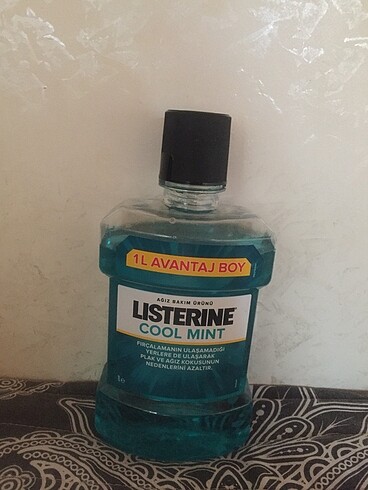 1 L AVANTAJ BOY
AĞIZ BAKIM ÜRÜNÜ
LISTERINE
COOL MINT
FIRÇALAMANIN ULAŞAMADIĞI
YERLERE DE ULAŞARAK
PLAK VE AĞIZ KOKUSUNUN
NEDENLERİNİ AZALTIR.
1L e